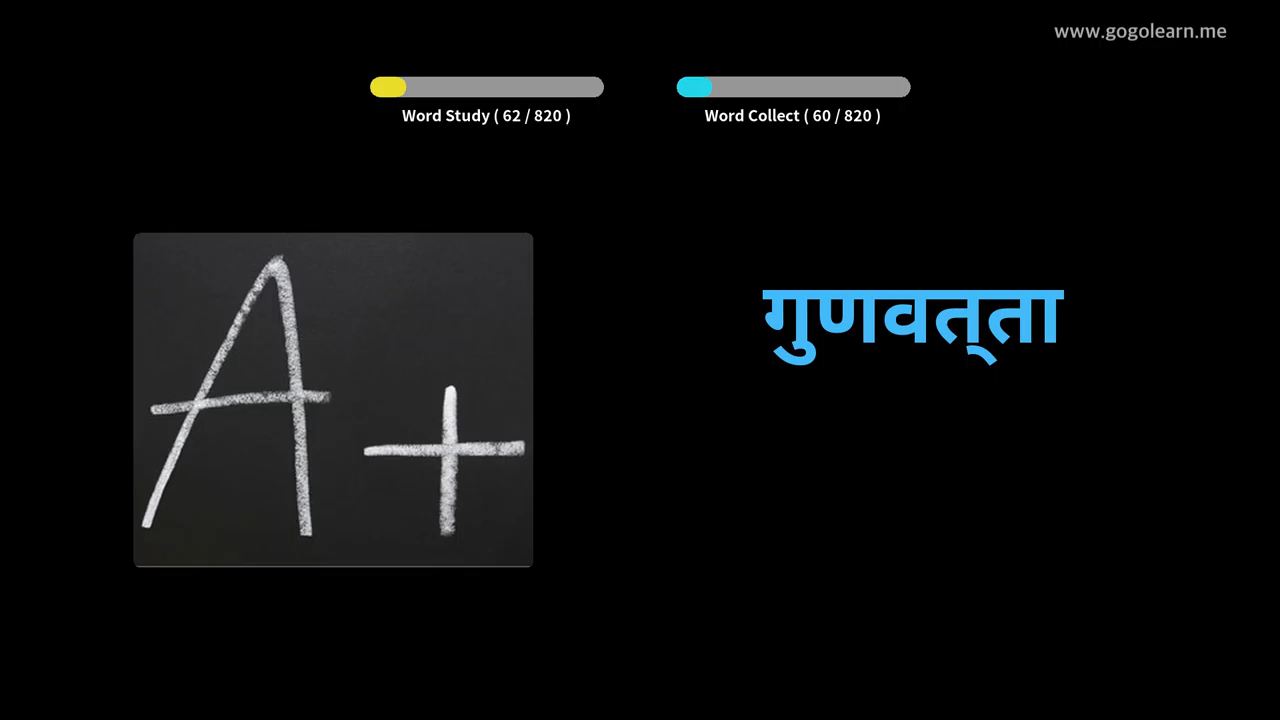 www.gogolearn.me
Word Study ( 62 / 820 )
Word Collect ( 60 / 820 )
A+
गुणवत्‌ता